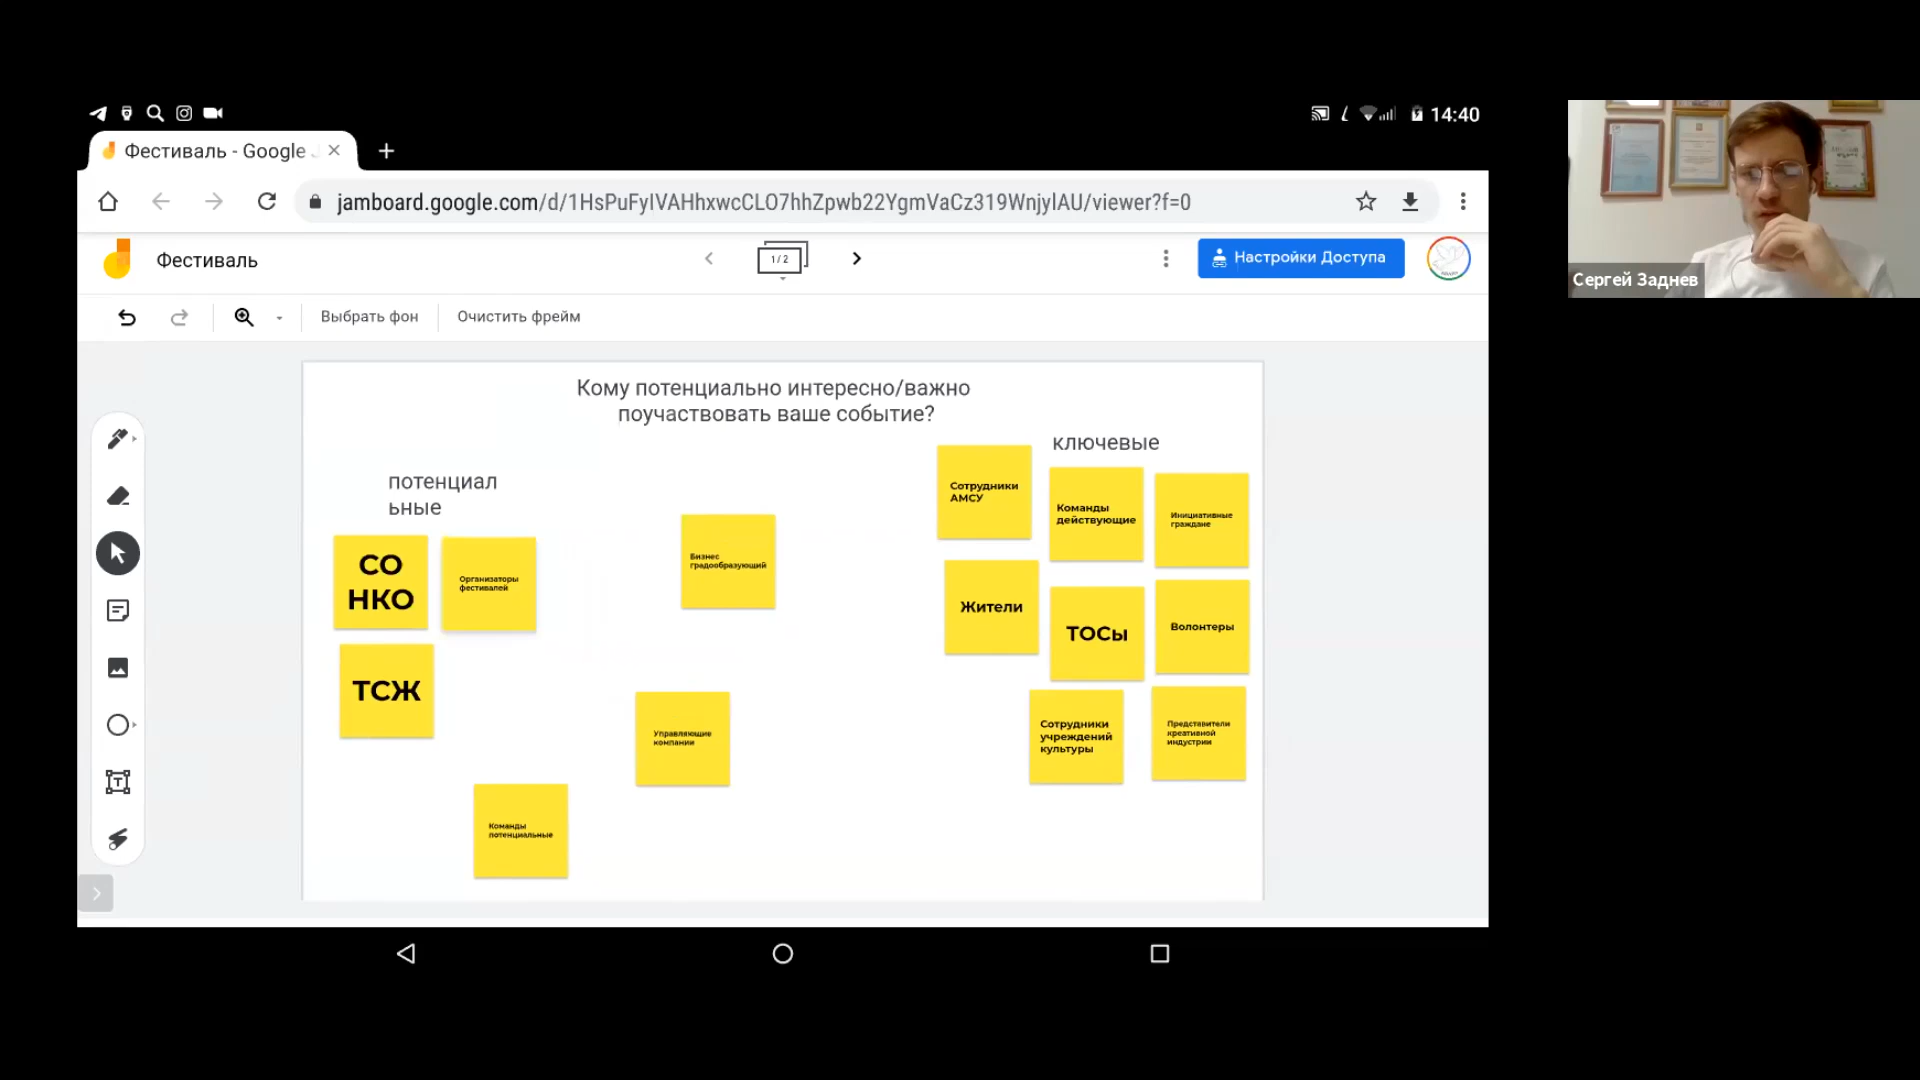 14:40
Фестиваль - Google J
jamboard.google.com/d/1HsPuFyIVAHhxwcCLO7hhZpwb22YgmVaCz319WnjylAU/viewer?f=0
Фестиваль
1/2
Настройки Доступа
Выбрать фон
Очистить фрейм
Кому потенциально интересно/важно
поучаствовать ваше событие?
потенциал
ьные
ключевые
СО
НКО
Организаторы
фестивалей
ТСЖ
Бизнес
градообразующий
Управляющие
компании
Команды
потенциальные
Сотрудники
АМСУ
Команды
действующие
Инициативные
граждане
Жители
ТОСы
Волонтеры
Сотрудники
учреждений
культуры
Представители
креативной
индустрии
Сергей Заднев